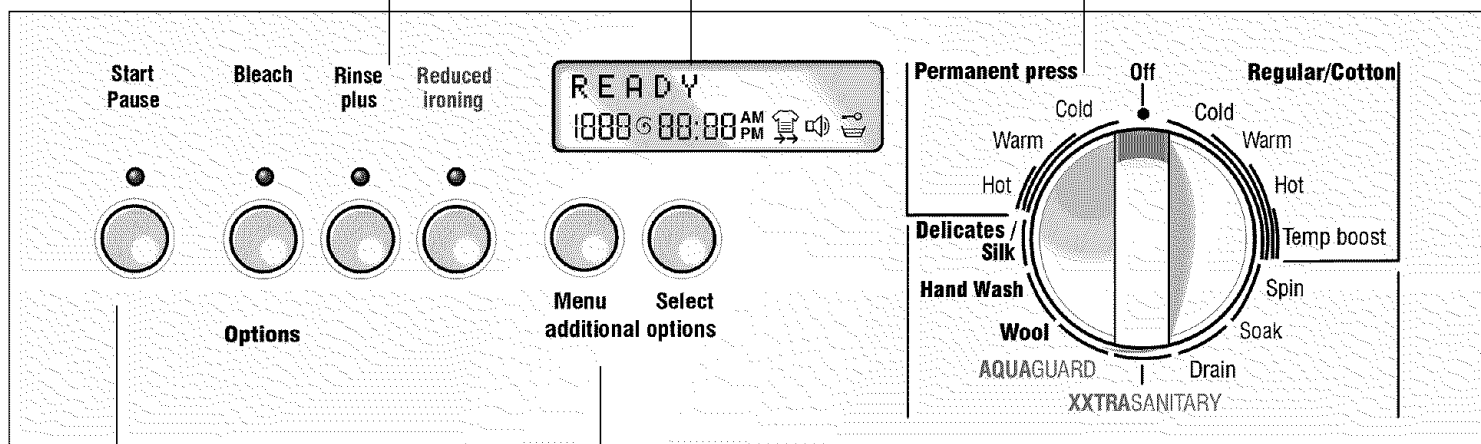 Start
Pause
Bleach
Rinse
plus
Reduced
ironing
READY
1888 88:88 AM
PM
Menu Select
additional options
Options
Permanent press
Off
Regular/Cotton
Cold
Warm
Hot
Cold
Warm
Hot
Temp boost
Delicates /
Silk
Hand Wash
Wool
AQUAGUARD
XXTRASANITARY
Drain
Soak
Spin